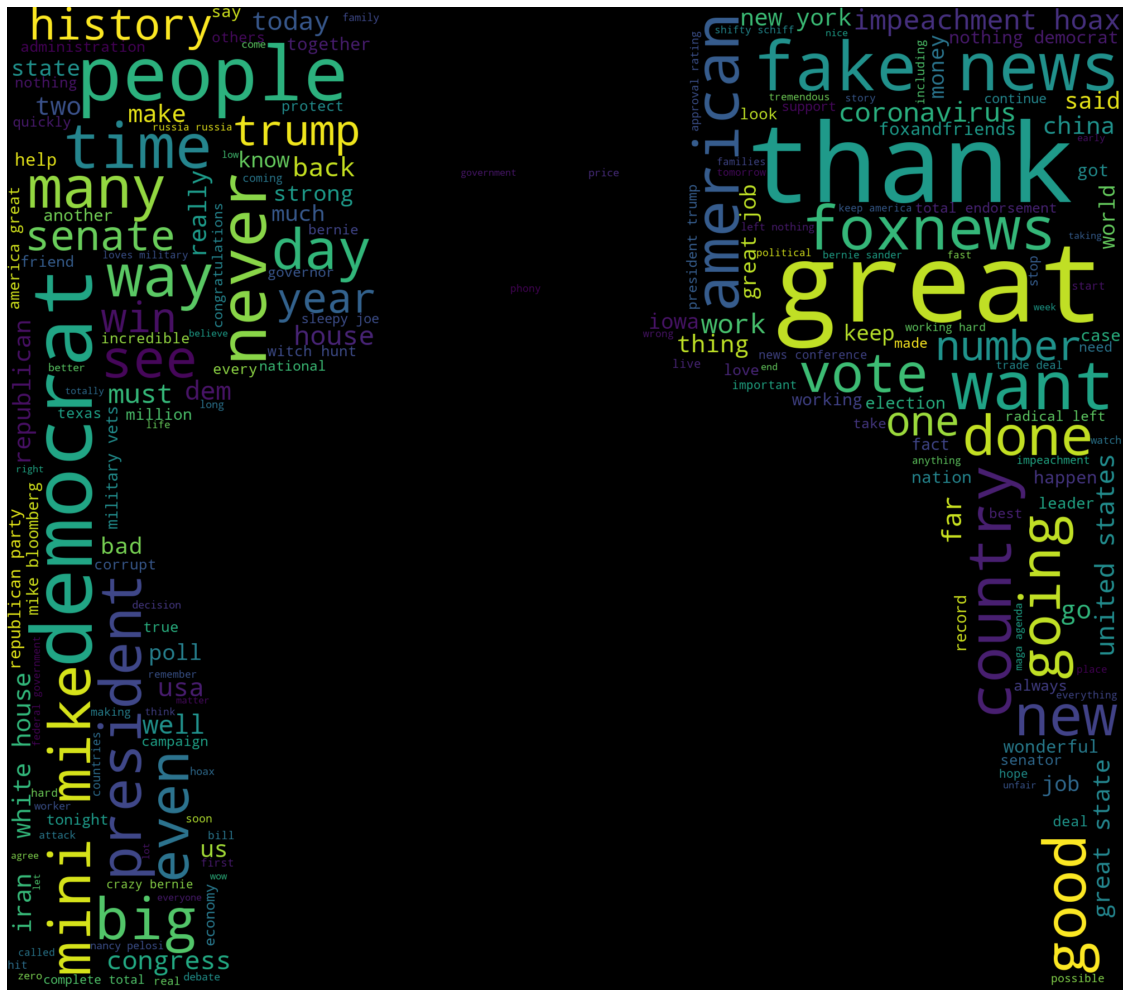 history
say
today
family
others
administration
come
together
state
people
nothing
two
make
protect
quickly
russia russia
trump
time
low
know
back
help
many
coming
really
strong
another
america great
senate
never
congratulations
much
bernie
day
friend
loves military
way
governor
democrat
win
year
sleepy joe
incredible
believe
house
republican
see
witch hunt
better
every
national
totally
must
dem
texas
million
long
life
military vets
right
republican party
mike bloomberg
bad
corrupt
president
decision
true
poll
remember
federal government
white house
mini mike
usa
matter
making
think
well
countries
campaign
even
hoax
hard
worker
tonight
soon
attack
bill
us
agree
lot
first
let
iran
crazy bernie
wow
everyone
big
economy
nancy pelosi
called
hit
congress
zero
complete total
real
debate
government
price
phony
american
new york
impeachment hoax
shifty schiff
nice
nothing democrat
approval rating
fake news
including
money
tremendous
story
continue
said
look
support
coronavirus
foxandfriends
china
early
thank
families
tomorrow
got
great job
keep america
total endorsement
world
left nothing
foxnews
taking
president trump
political
bernie sander
fast
stop
great
start
week
iowa
work
keep
working hard
wrong
thing
made
number
case
need
news conference
live
love
end
trade deal
important
vote
want
working
election
take
one
radical left
done
fact
watch
anything
impeachment
nation
country
happen
united states
far
best
leader
going
record
maga agenda
go
place
always
everything
new
wonderful
senator
hope
unfair
job
great state
deal
good
possible